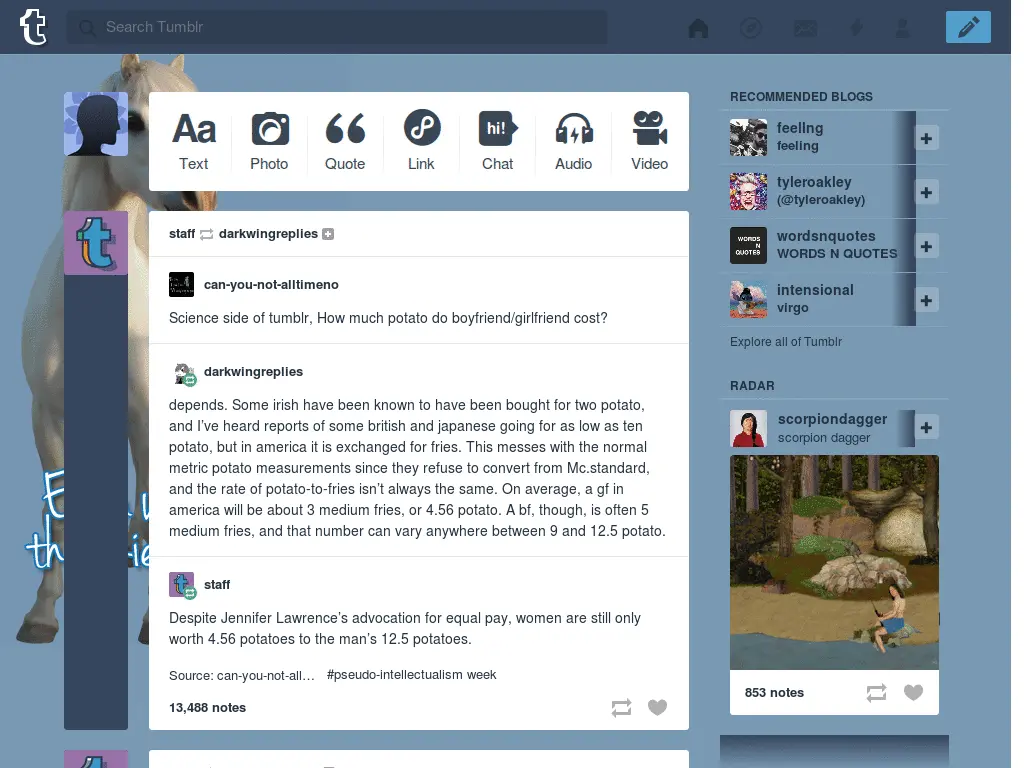 Search Tumblr
Aa
hi!
Text
Photo
Quote
Link
Chat
Audio
Video
staff darkwingreplies
can-you-not-alltimeno
Science side of tumblr, How much potato do boyfriend/girlfriend cost?
darkwingreplies
depends. Some irish have been known to have been bought for two potato,
and I've heard reports of some british and japanese going for as low as ten
potato, but in america it is exchanged for fries. This messes with the normal
metric potato measurements since they refuse to convert from Mc.standard,
and the rate of potato-to-fries isn't always the same. On average, a gf in
america will be about 3 medium fries, or 4.56 potato. A bf, though, is often 5
medium fries, and that number can vary anywhere between 9 and 12.5 potato.
staff
Despite Jennifer Lawrence's advocation for equal pay, women are still only
worth 4.56 potatoes to the man's 12.5 potatoes.
Source: can-you-not-all… #pseudo-intellectualism week
13,488 notes
RECOMMENDED BLOGS
feelıng
feeling
tyleroakley
(@tyleroakley)
WORDS
N
QUOTES
wordsnquotes
WORDS N QUOTES
intensional
virgo
Explore all of Tumblr
RADAR
scorpiondagger
scorpion dagger
853 notes